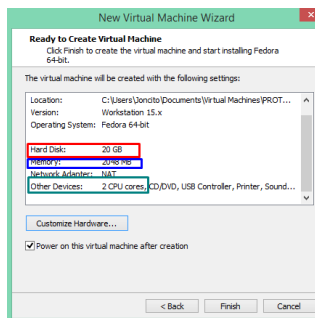 New Virtual Machine Wizard
Ready to Create Virtual Machine
Click Finish to create the virtual machine and start installing Fedora
64-bit.
The virtual machine will be created with the following settings:
Location: C:\Users\Joncito\Documents\Virtual Machines\PROT...
Version: Workstation 15.x
Operating System: Fedora 64-bit
Hard Disk: 20 GB
Memory: 2048 MB
Network Adapter: NAT
Other Devices: 2 CPU cores, CD/DVD, USB Controller, Printer, Sound...
Customize Hardware...
Power on this virtual machine after creation
< Back Finish Cancel